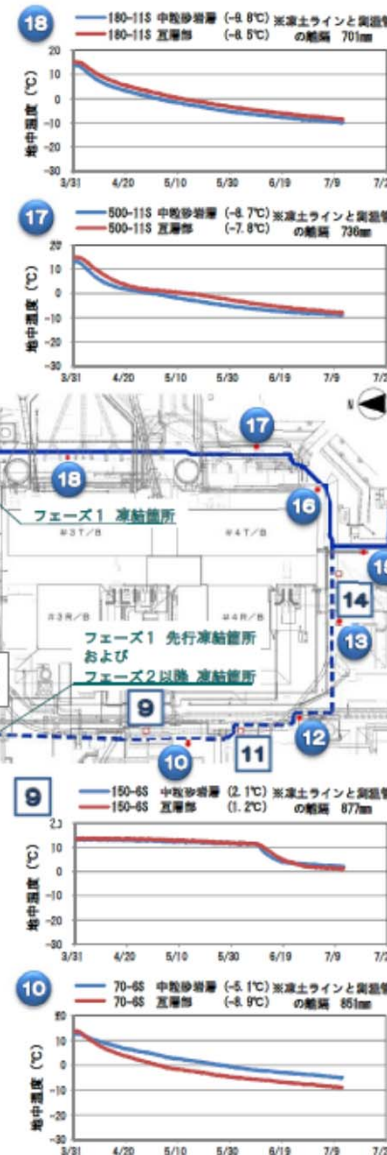 18
180-11S 中粒砂岩層 (-9.8℃) ※凍土ラインと測温管
180-11S 互層部 (-8.5℃) の離隔 701mm
地中温度 (℃)
20
10
0
-10
-20
-30
3/31 4/20 5/10 5/30 6/19 7/9 7/2
17
500-11S 中粒砂岩層 (-8.7℃) ※凍土ラインと測温管
500-11S 互層部 (-7.8℃) の離隔 736mm
地中温度 (℃)
20
10
0
-10
-20
-30
3/31 4/20 5/10 5/30 6/19 7/9 7/2
N
17
18
16
フェーズ1 凍結箇所
#3T/B #4T/B
15
14
#3R/B #4R/B
13
フェーズ1 先行凍結箇所
および
フェーズ2以降 凍結箇所
9
12
10
11
9
150-6S 中粒砂岩層 (2.1℃) ※凍土ラインと測温管
150-6S 互層部 (1.2℃) の離隔 877mm
地中温度 (℃)
10
0
-10
-20
-30
3/31 4/20 5/10 5/30 6/19 7/9 7/2
10
70-6S 中粒砂岩層 (-5.1℃) ※凍土ラインと測温管
70-6S 互層部 (-8.9℃) の離隔 861mm
地中温度 (℃)
20
10
0
-10
-20
-30
3/31 4/20 5/10 5/30 6/19 7/9 7/2